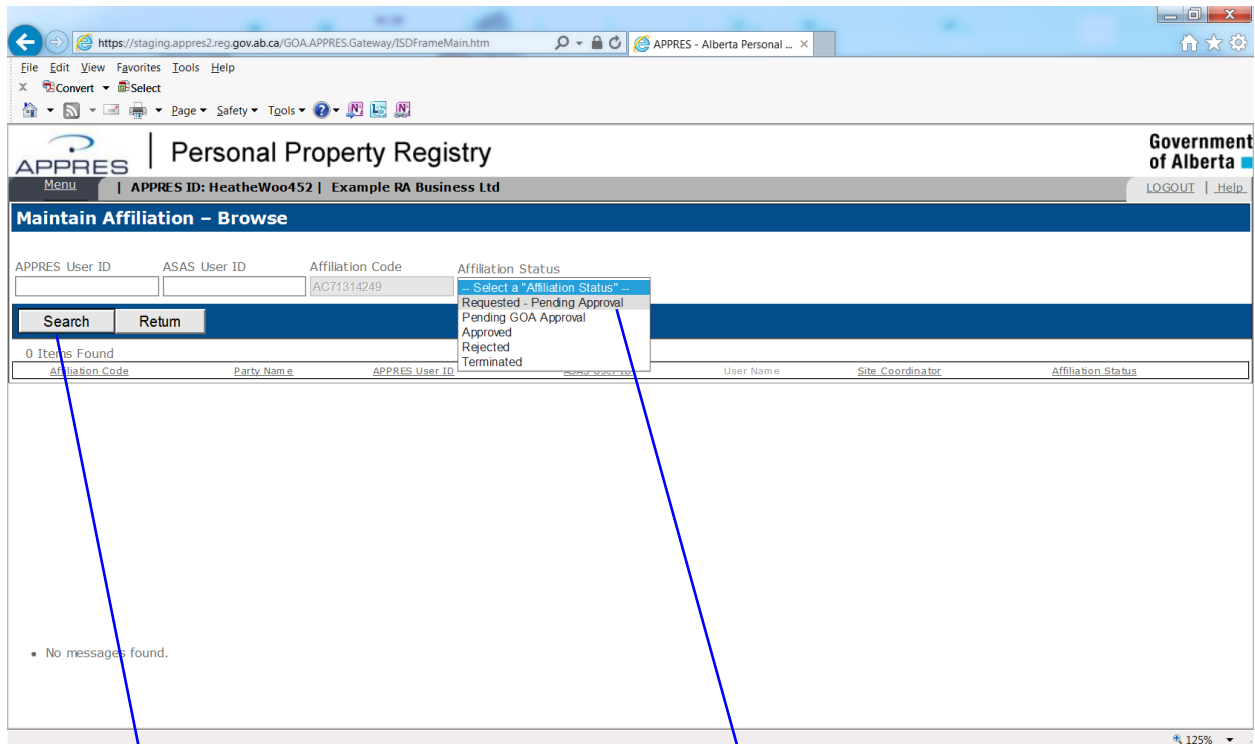 https://staging.appres2.reg.gov.ab.ca/GOA.APPRES.Gateway/ISDFrameMain.htm
APPRES - Alberta Personal ...
File Edit View Favorites Tools Help
x Convert Select
Page Safety Tools
APPRES | Personal Property Registry
Government of Alberta
Menu | APPRES ID: HeatheWoo452 | Example RA Business Ltd LOGOUT | Help
Maintain Affiliation – Browse
APPRES User ID ASAS User ID Affiliation Code Affiliation Status
AC71314249
-- Select a "Affiliation Status" --
Requested - Pending Approval
Pending GOA Approval
Approved
Rejected
Terminated
Search Return
0 Items Found
Affiliation Code Party Name APPRES User ID ASAS User ID User Name Site Coordinator Affiliation Status
• No messages found.
125%